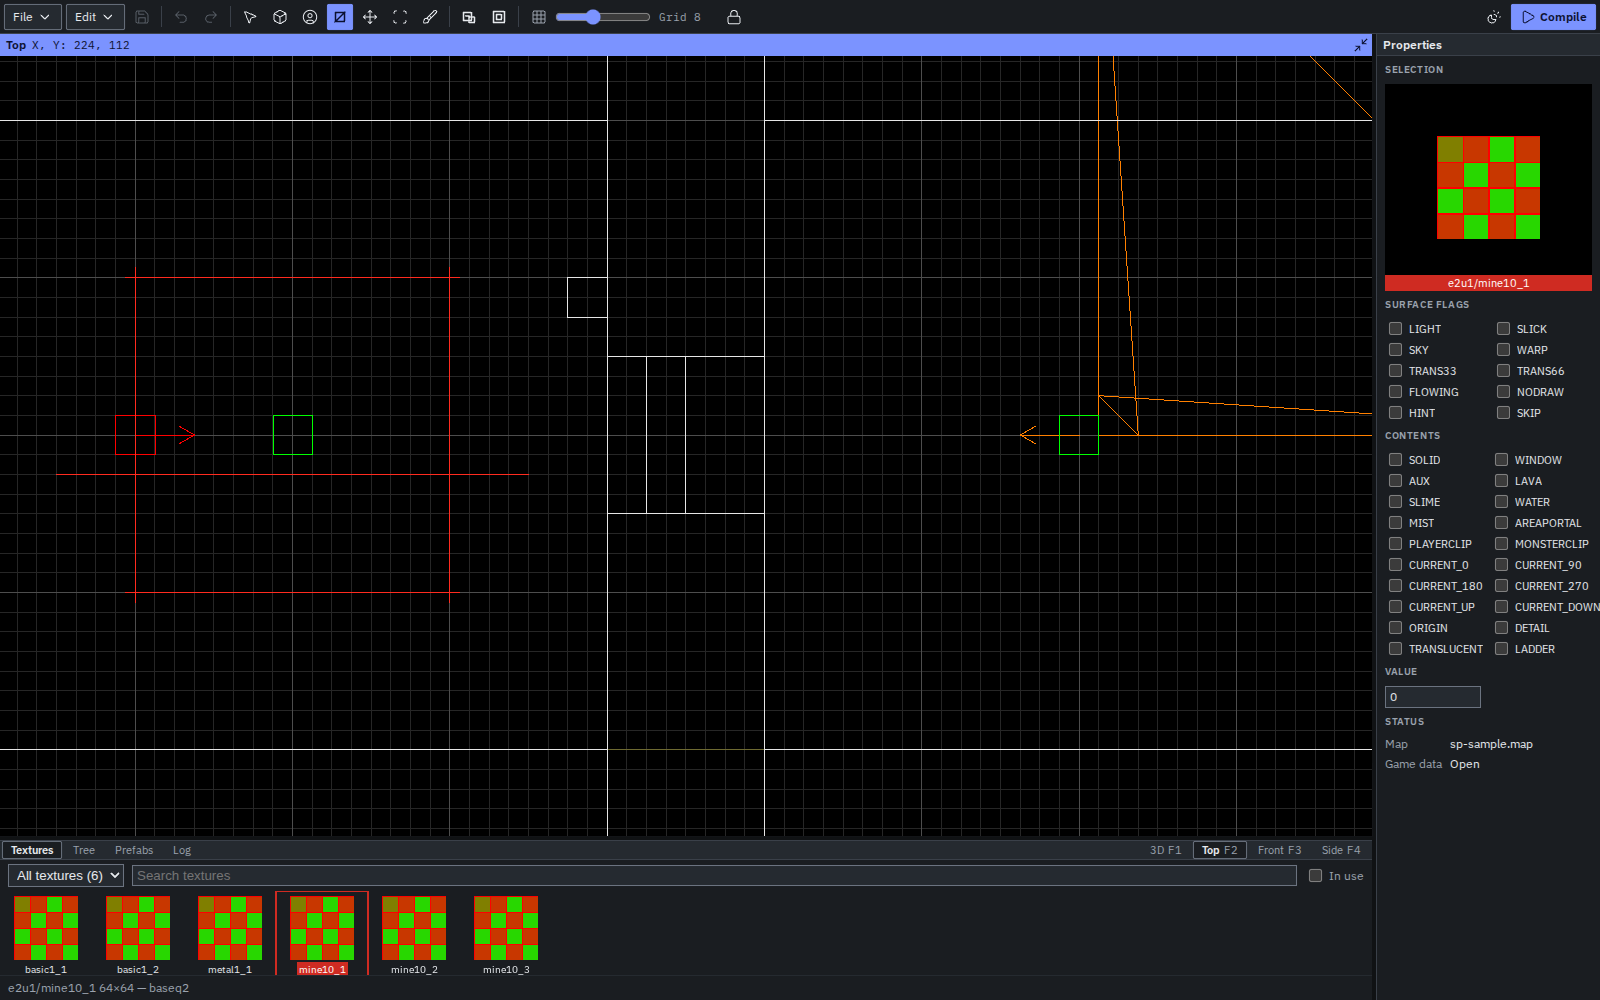 File Edit Grid 8 Compile
Top X, Y: 224, 112
Properties
SELECTION
e2u1/mine10_1
SURFACE FLAGS
LIGHT SLICK
SKY WARP
TRANS33 TRANS66
FLOWING NODRAW
HINT SKIP
CONTENTS
SOLID WINDOW
AUX LAVA
SLIME WATER
MIST AREAPORTAL
PLAYERCLIP MONSTERCLIP
CURRENT_0 CURRENT_90
CURRENT_180 CURRENT_270
CURRENT_UP CURRENT_DOWN
ORIGIN DETAIL
TRANSLUCENT LADDER
VALUE
0
STATUS
Map sp-sample.map
Game data Open
Textures Tree Prefabs Log 3D F1 Top F2 Front F3 Side F4
All textures (6) Search textures In use
basic1_1 basic1_2 metal1_1 mine10_1 mine10_2 mine10_3
e2u1/mine10_1 64×64 — baseq2